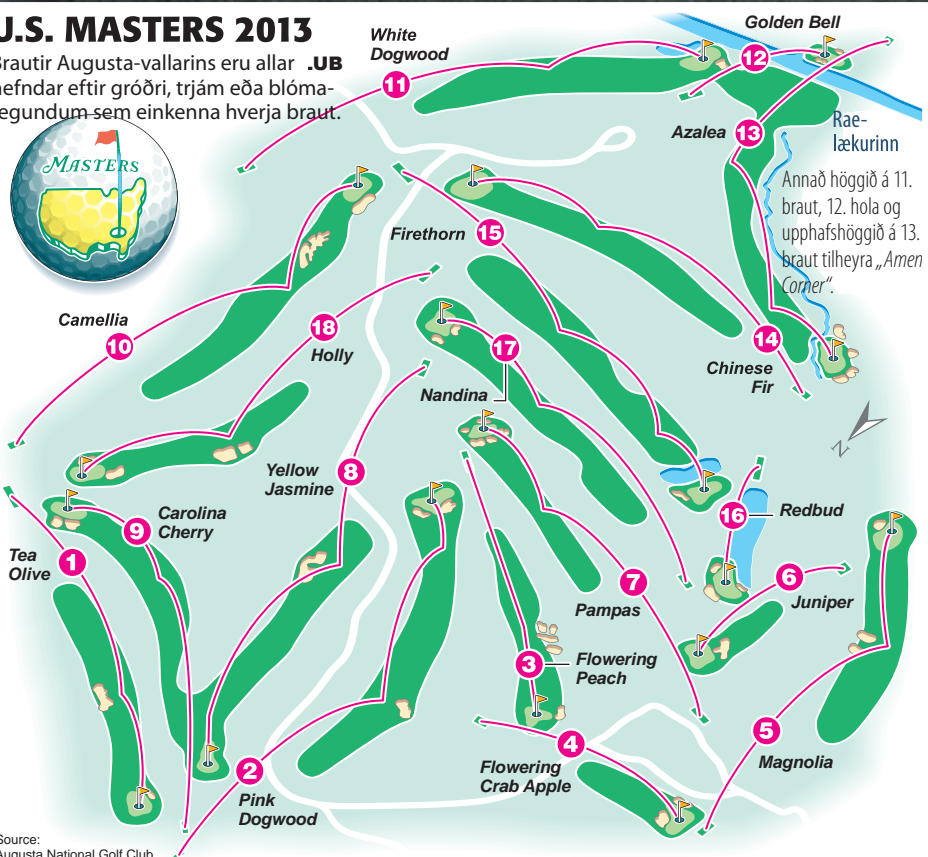 U.S. MASTERS 2013
Brautir Augusta-vallarins eru allar .UB
nefndar eftir gróðri, trjám eða blóma-
tegundum sem einkenna hverja braut.
MASTERS
White
Dogwood
11
Golden Bell
12
Azalea
13
Rae-
lækurinn
Annað höggið á 11.
braut, 12. hola og
upphafshöggið á 13.
braut tilheyra „Amen
Corner“.
Firethorn
15
Camellia
10
18
Holly
17
Nandina
14
Chinese
Fir
N
Yellow
Jasmine
8
Carolina
Cherry
9
Tea
Olive
1
16
Redbud
6
Juniper
7
Pampas
3
Flowering
Peach
5
Magnolia
4
Flowering
Crab Apple
2
Pink
Dogwood
Source:
Augusta National Golf Club